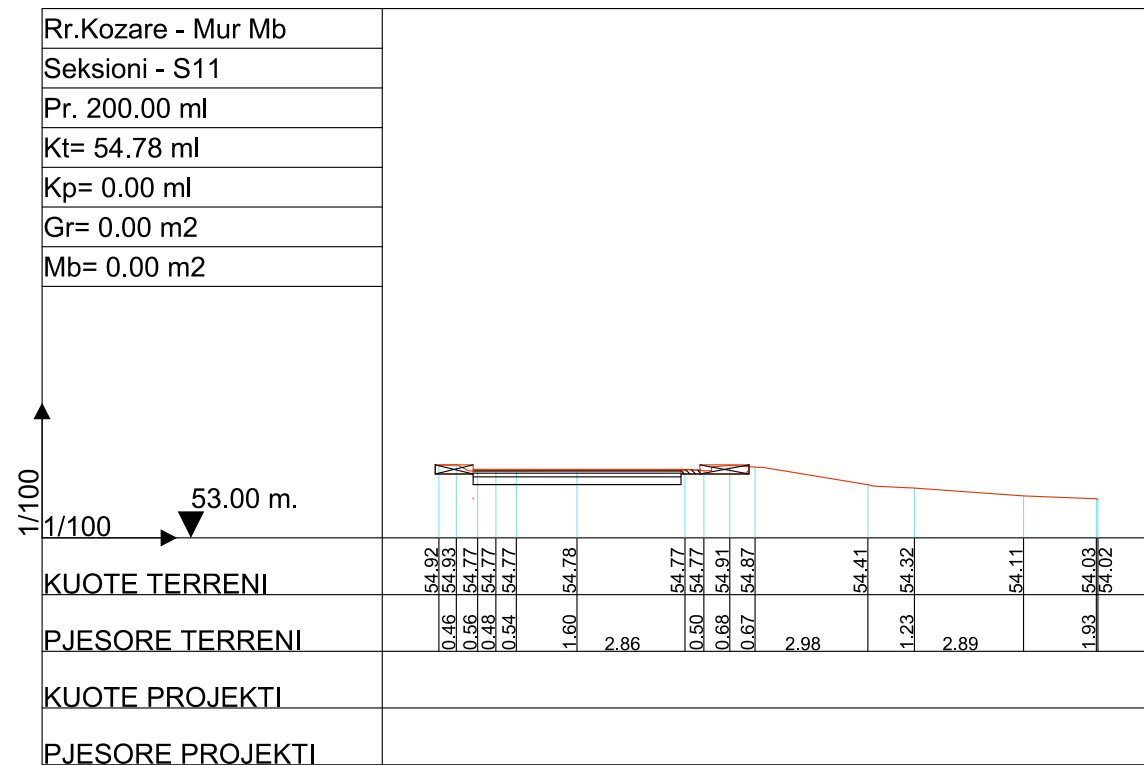 Rr.Kozare - Mur Mb
Seksioni - S11
Pr. 200.00 ml
Kt= 54.78 ml
Kp= 0.00 ml
Gr= 0.00 m2
Mb= 0.00 m2
1/100
1/100
53.00 m.
KUOTE TERRENI 54.92 54.93 54.77 54.77 54.77 54.78 54.77 54.77 54.91 54.87 54.41 54.32 54.11 54.03 54.02
PJESORE TERRENI 0.46 0.56 0.48 0.54 1.60 2.86 0.50 0.68 0.67 2.98 1.23 2.89 1.93
KUOTE PROJEKTI
PJESORE PROJEKTI